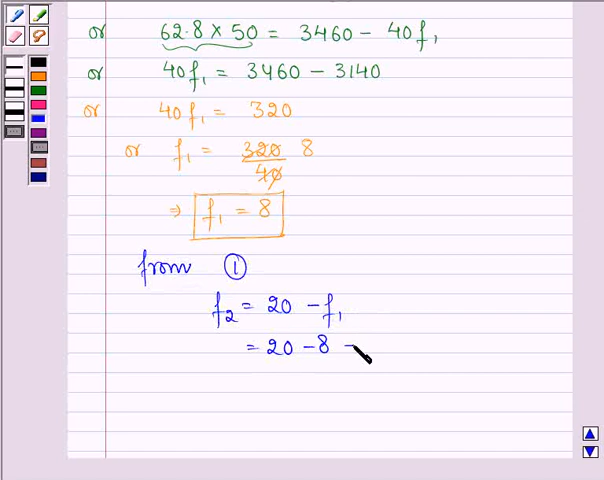 or 62.8 × 50 = 3460 - 40f₁
or 40f₁ = 3460 - 3140
or 40f₁ = 320
or f₁ = 320/40 8
⇒ f₁ = 8
from ①
f₂ = 20 - f₁
= 20 - 8 -